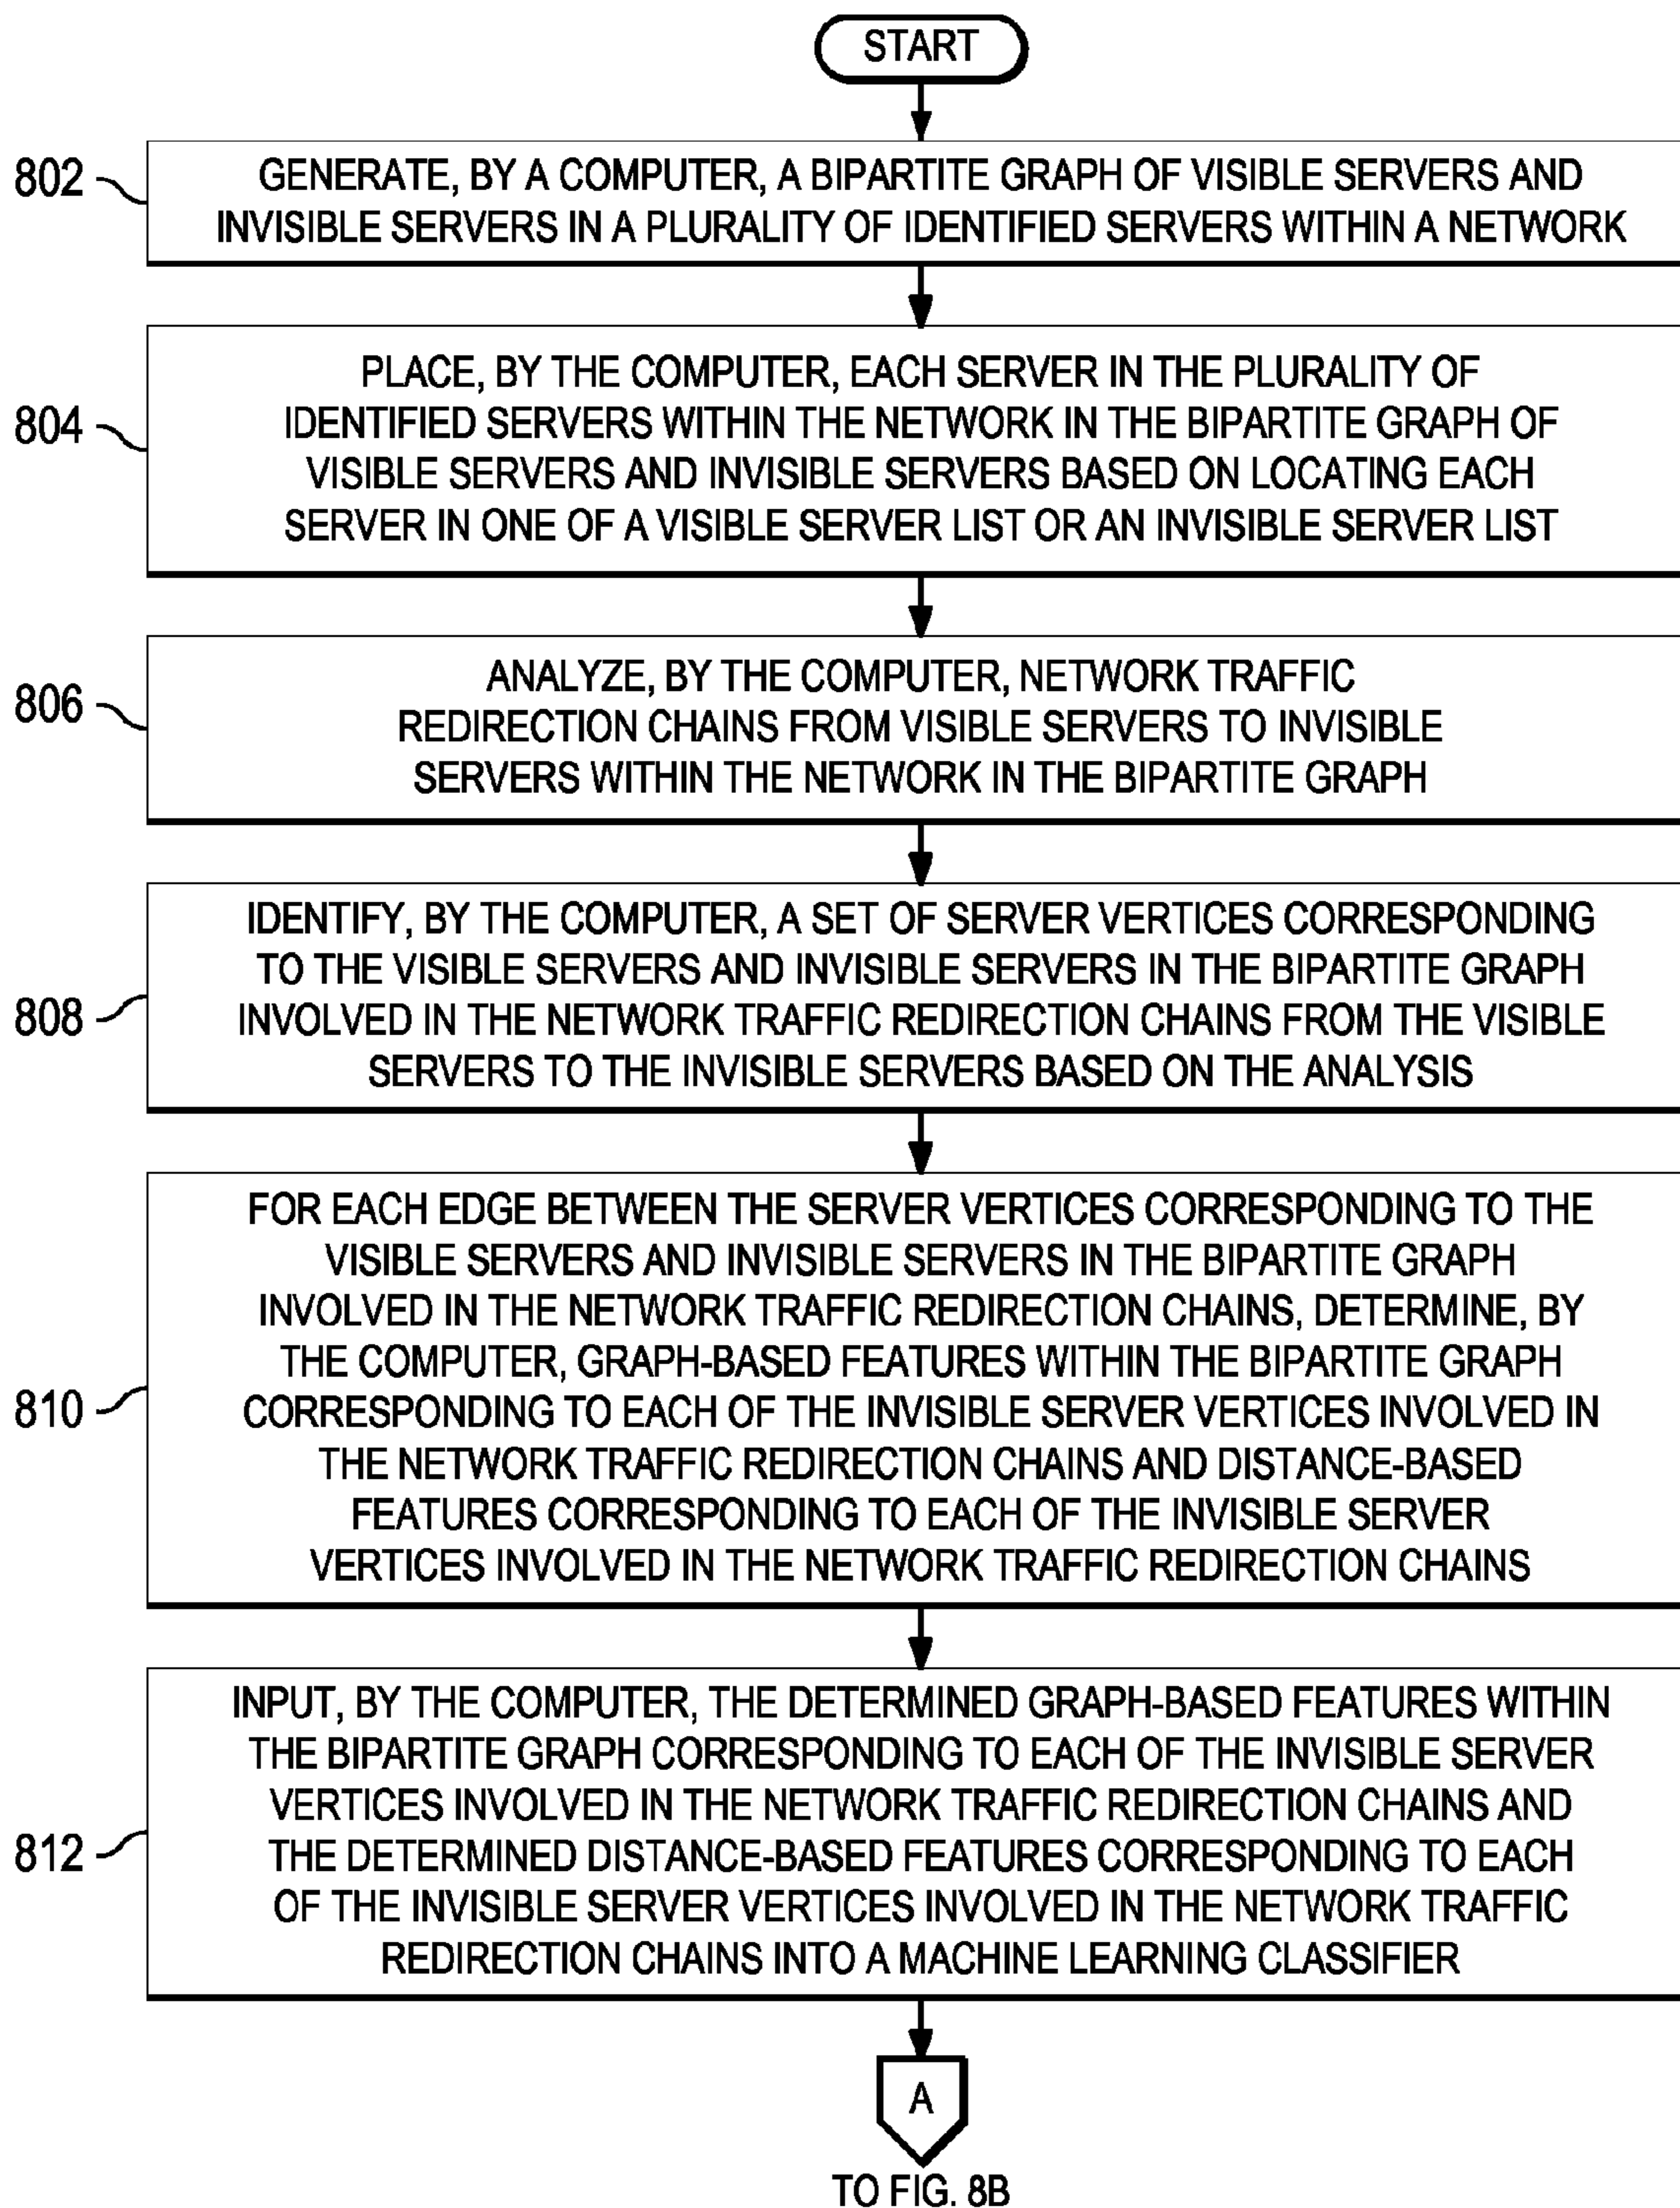 START
802
GENERATE, BY A COMPUTER, A BIPARTITE GRAPH OF VISIBLE SERVERS AND
INVISIBLE SERVERS IN A PLURALITY OF IDENTIFIED SERVERS WITHIN A NETWORK
804
PLACE, BY THE COMPUTER, EACH SERVER IN THE PLURALITY OF
IDENTIFIED SERVERS WITHIN THE NETWORK IN THE BIPARTITE GRAPH OF
VISIBLE SERVERS AND INVISIBLE SERVERS BASED ON LOCATING EACH
SERVER IN ONE OF A VISIBLE SERVER LIST OR AN INVISIBLE SERVER LIST
806
ANALYZE, BY THE COMPUTER, NETWORK TRAFFIC
REDIRECTION CHAINS FROM VISIBLE SERVERS TO INVISIBLE
SERVERS WITHIN THE NETWORK IN THE BIPARTITE GRAPH
808
IDENTIFY, BY THE COMPUTER, A SET OF SERVER VERTICES CORRESPONDING
TO THE VISIBLE SERVERS AND INVISIBLE SERVERS IN THE BIPARTITE GRAPH
INVOLVED IN THE NETWORK TRAFFIC REDIRECTION CHAINS FROM THE VISIBLE
SERVERS TO THE INVISIBLE SERVERS BASED ON THE ANALYSIS
810
FOR EACH EDGE BETWEEN THE SERVER VERTICES CORRESPONDING TO THE
VISIBLE SERVERS AND INVISIBLE SERVERS IN THE BIPARTITE GRAPH
INVOLVED IN THE NETWORK TRAFFIC REDIRECTION CHAINS, DETERMINE, BY
THE COMPUTER, GRAPH-BASED FEATURES WITHIN THE BIPARTITE GRAPH
CORRESPONDING TO EACH OF THE INVISIBLE SERVER VERTICES INVOLVED IN
THE NETWORK TRAFFIC REDIRECTION CHAINS AND DISTANCE-BASED
FEATURES CORRESPONDING TO EACH OF THE INVISIBLE SERVER
VERTICES INVOLVED IN THE NETWORK TRAFFIC REDIRECTION CHAINS
812
INPUT, BY THE COMPUTER, THE DETERMINED GRAPH-BASED FEATURES WITHIN
THE BIPARTITE GRAPH CORRESPONDING TO EACH OF THE INVISIBLE SERVER
VERTICES INVOLVED IN THE NETWORK TRAFFIC REDIRECTION CHAINS AND
THE DETERMINED DISTANCE-BASED FEATURES CORRESPONDING TO EACH
OF THE INVISIBLE SERVER VERTICES INVOLVED IN THE NETWORK TRAFFIC
REDIRECTION CHAINS INTO A MACHINE LEARNING CLASSIFIER
A
TO FIG. 8B